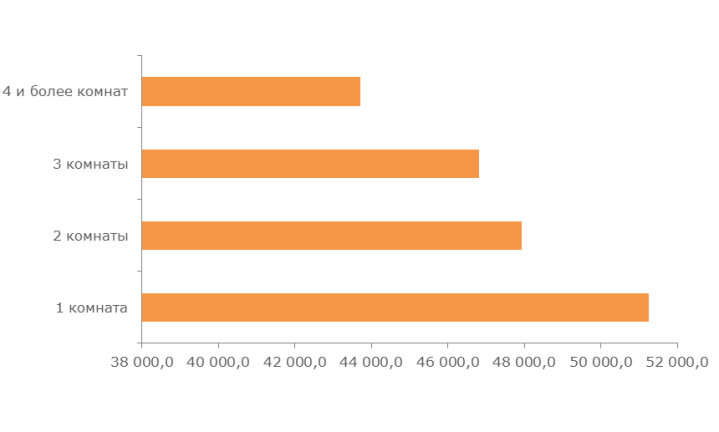 4 и более комнат
3 комнаты
2 комнаты
1 комната
38 000,0 40 000,0 42 000,0 44 000,0 46 000,0 48 000,0 50 000,0 52 000,0